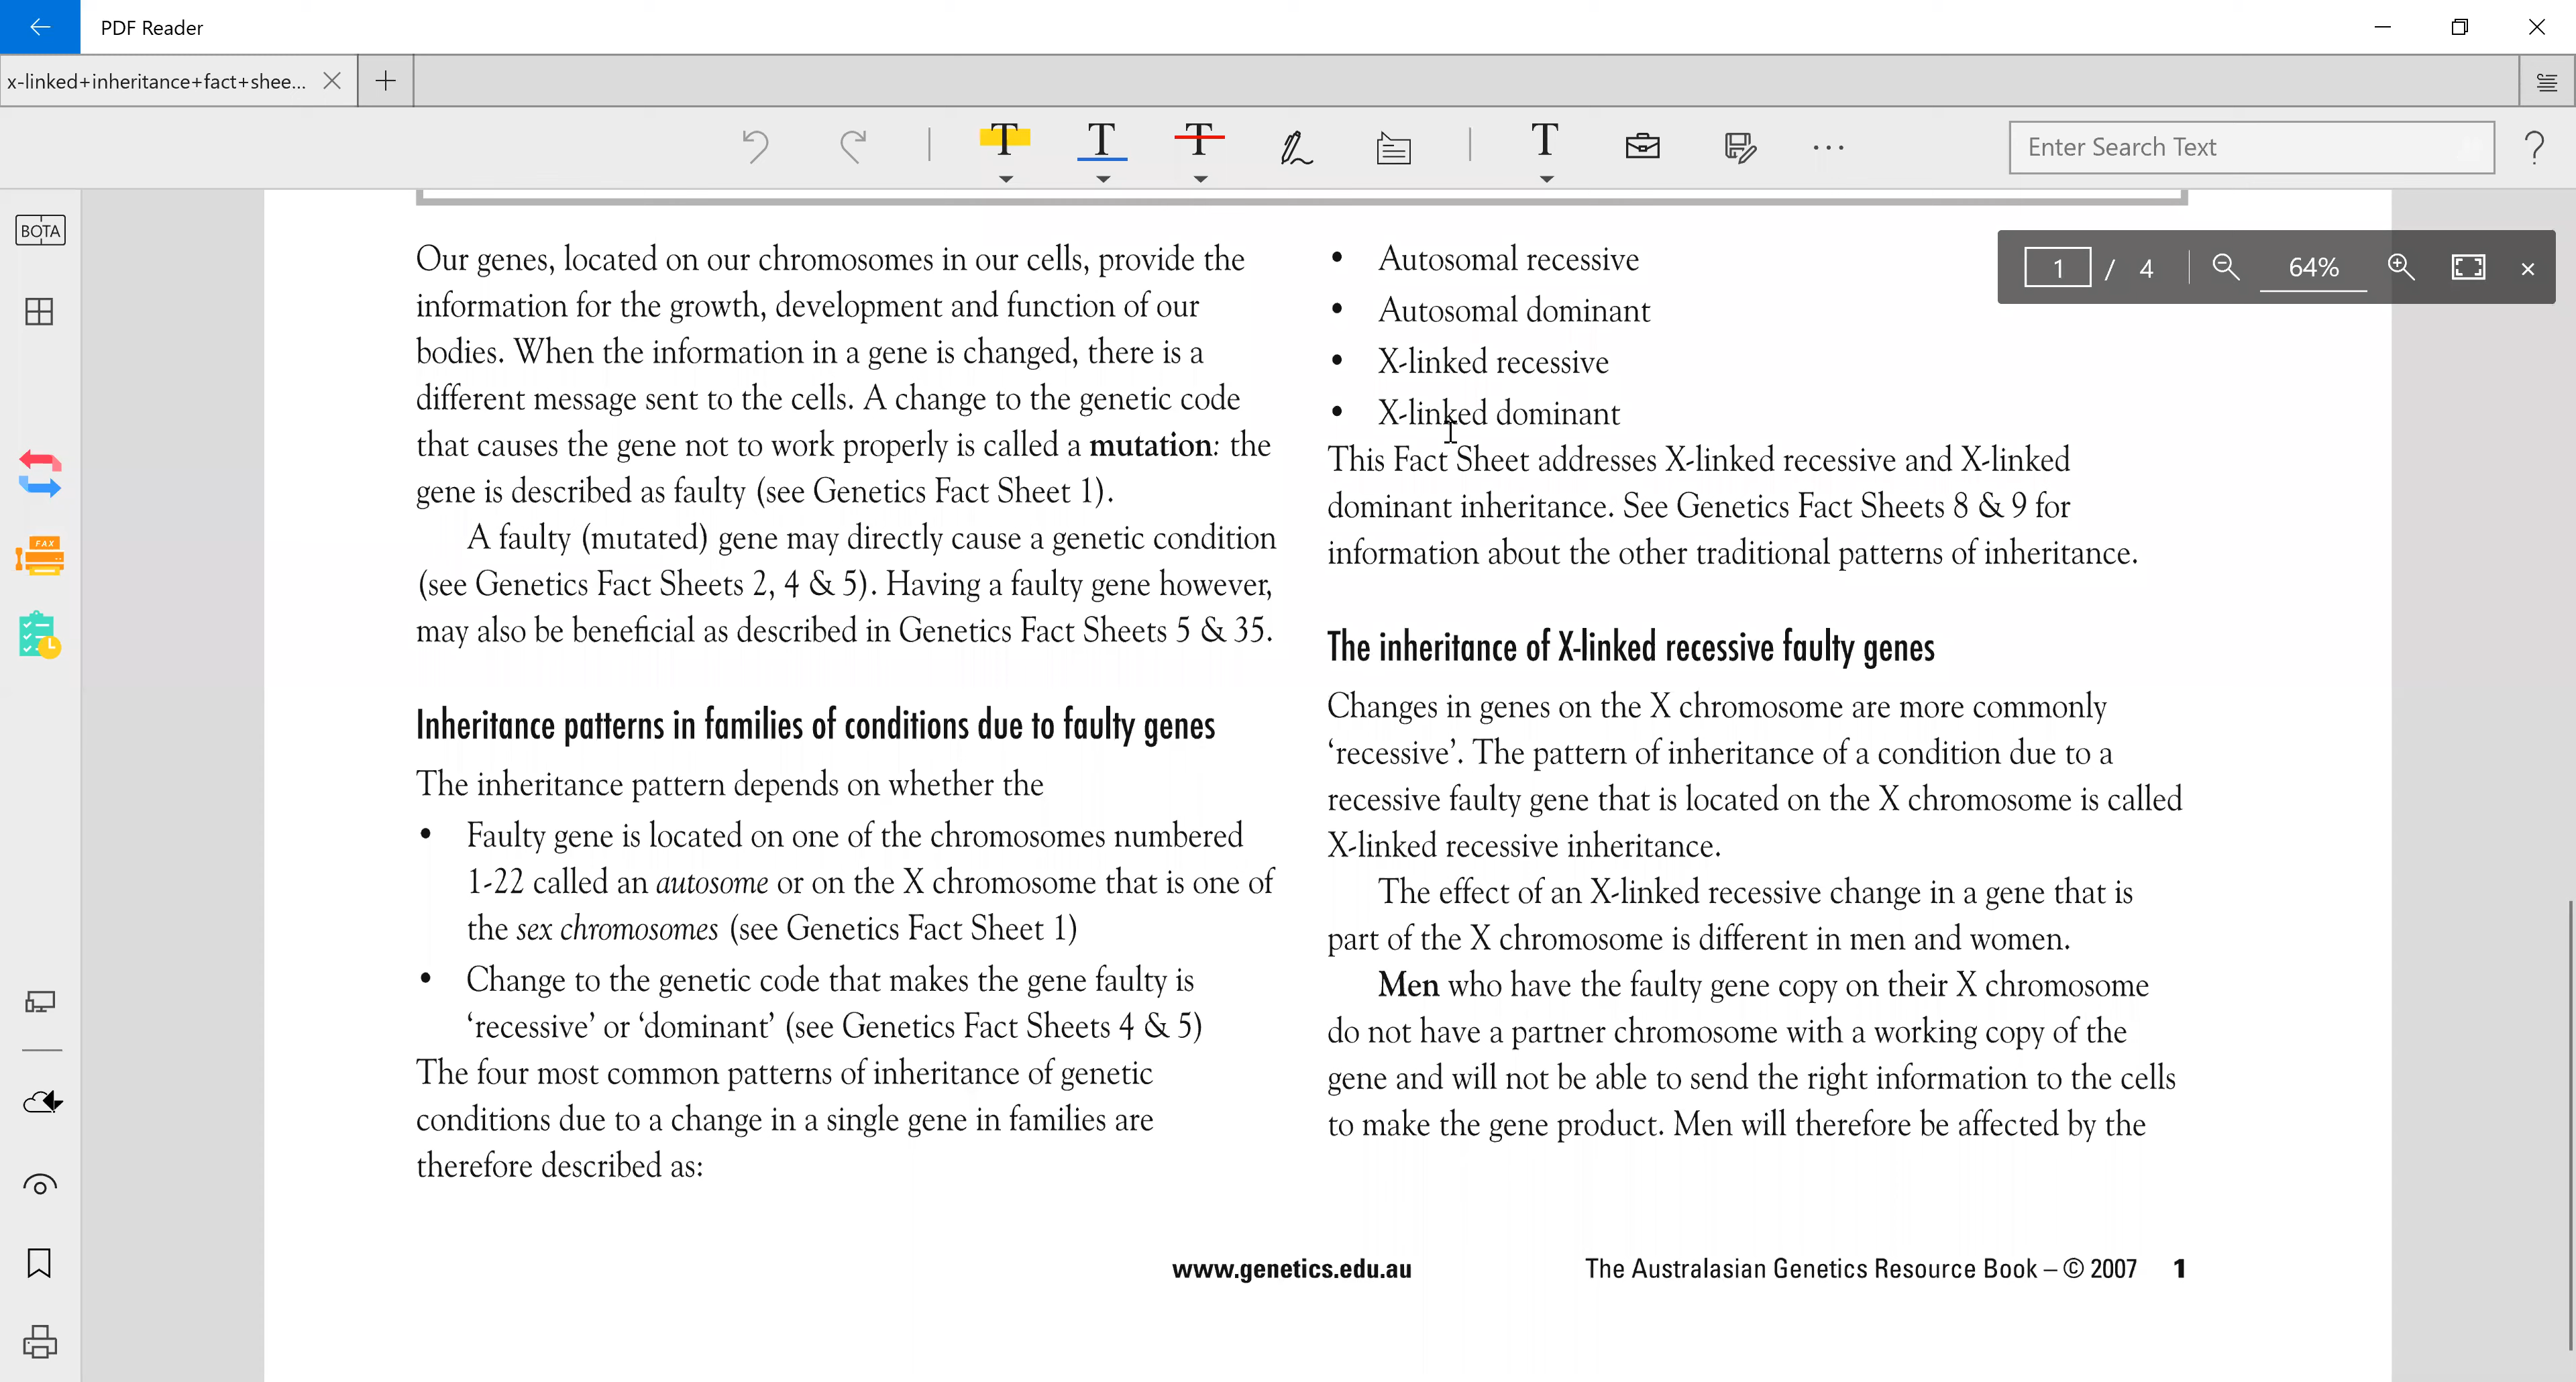 PDF Reader
x-linked+inheritance+fact+shee...
Enter Search Text
BOTA
1 / 4
64%
FAX
Our genes, located on our chromosomes in our cells, provide the
information for the growth, development and function of our
bodies. When the information in a gene is changed, there is a
different message sent to the cells. A change to the genetic code
that causes the gene not to work properly is called a mutation: the
gene is described as faulty (see Genetics Fact Sheet 1).
A faulty (mutated) gene may directly cause a genetic condition
(see Genetics Fact Sheets 2, 4 & 5). Having a faulty gene however,
may also be beneficial as described in Genetics Fact Sheets 5 & 35.
Inheritance patterns in families of conditions due to faulty genes
The inheritance pattern depends on whether the
• Faulty gene is located on one of the chromosomes numbered
1-22 called an autosome or on the X chromosome that is one of
the sex chromosomes (see Genetics Fact Sheet 1)
• Change to the genetic code that makes the gene faulty is
‘recessive’ or ‘dominant’ (see Genetics Fact Sheets 4 & 5)
The four most common patterns of inheritance of genetic
conditions due to a change in a single gene in families are
therefore described as:
• Autosomal recessive
• Autosomal dominant
• X-linked recessive
• X-linked dominant
This Fact Sheet addresses X-linked recessive and X-linked
dominant inheritance. See Genetics Fact Sheets 8 & 9 for
information about the other traditional patterns of inheritance.
The inheritance of X-linked recessive faulty genes
Changes in genes on the X chromosome are more commonly
‘recessive’. The pattern of inheritance of a condition due to a
recessive faulty gene that is located on the X chromosome is called
X-linked recessive inheritance.
The effect of an X-linked recessive change in a gene that is
part of the X chromosome is different in men and women.
Men who have the faulty gene copy on their X chromosome
do not have a partner chromosome with a working copy of the
gene and will not be able to send the right information to the cells
to make the gene product. Men will therefore be affected by the
www.genetics.edu.au
The Australasian Genetics Resource Book – © 2007 1